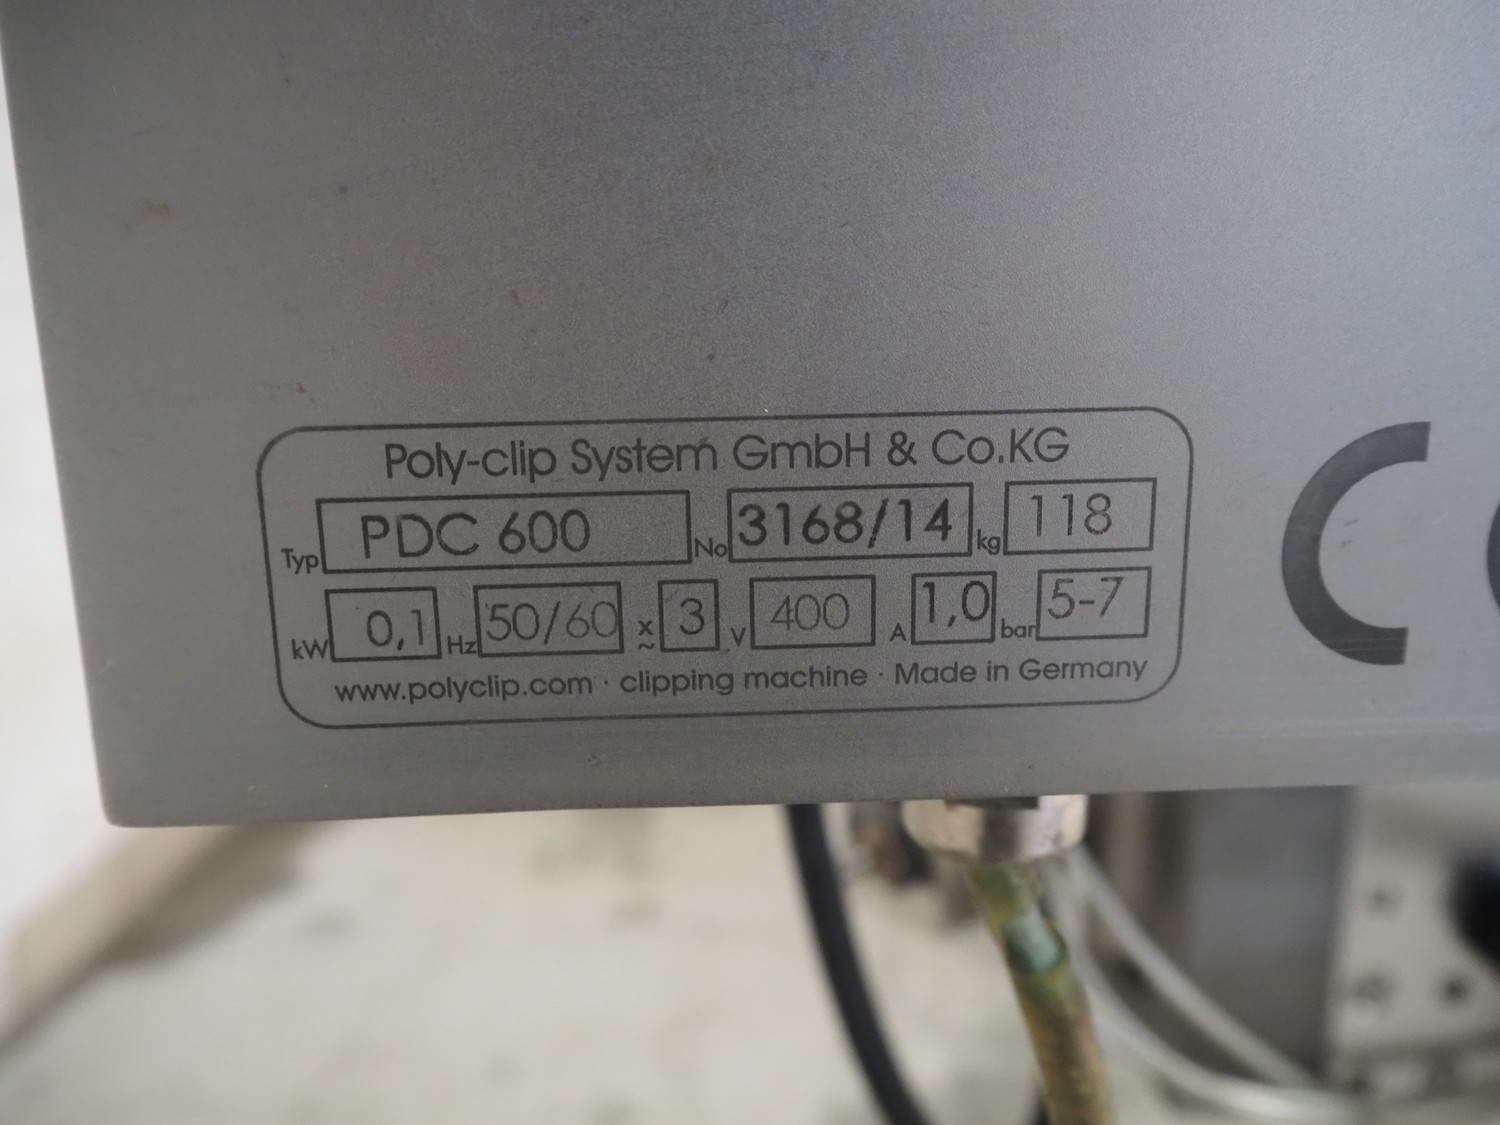 Poly-clip System GmbH & Co.KG
Typ PDC 600 No 3168/14 kg 118
kW 0,1 Hz 50/60 x~ 3 V 400 A 1,0 bar 5-7
www.polyclip.com · clipping machine · Made in Germany
C